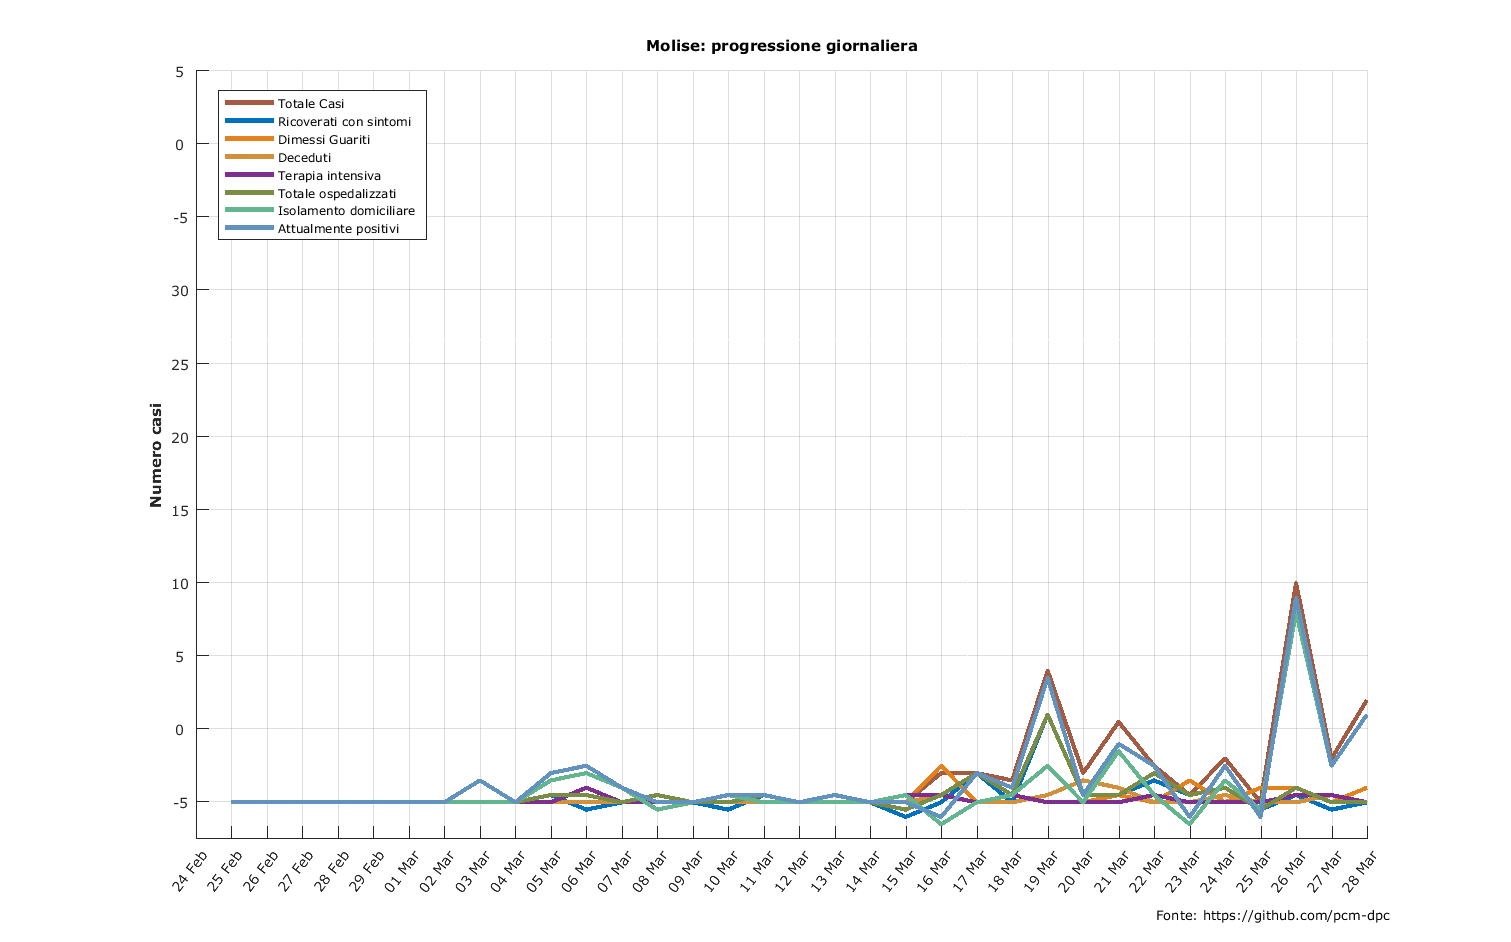 Molise: progressione giornaliera
5
0
-5
30
25
20
15
10
5
0
-5
Numero casi
Totale Casi
Ricoverati con sintomi
Dimessi Guariti
Deceduti
Terapia intensiva
Totale ospedalizzati
Isolamento domiciliare
Attualmente positivi
24 Feb
25 Feb
26 Feb
27 Feb
28 Feb
29 Feb
01 Mar
02 Mar
03 Mar
04 Mar
05 Mar
06 Mar
07 Mar
08 Mar
09 Mar
10 Mar
11 Mar
12 Mar
13 Mar
14 Mar
15 Mar
16 Mar
17 Mar
18 Mar
19 Mar
20 Mar
21 Mar
22 Mar
23 Mar
24 Mar
25 Mar
26 Mar
27 Mar
28 Mar
Fonte: https://github.com/pcm-dpc